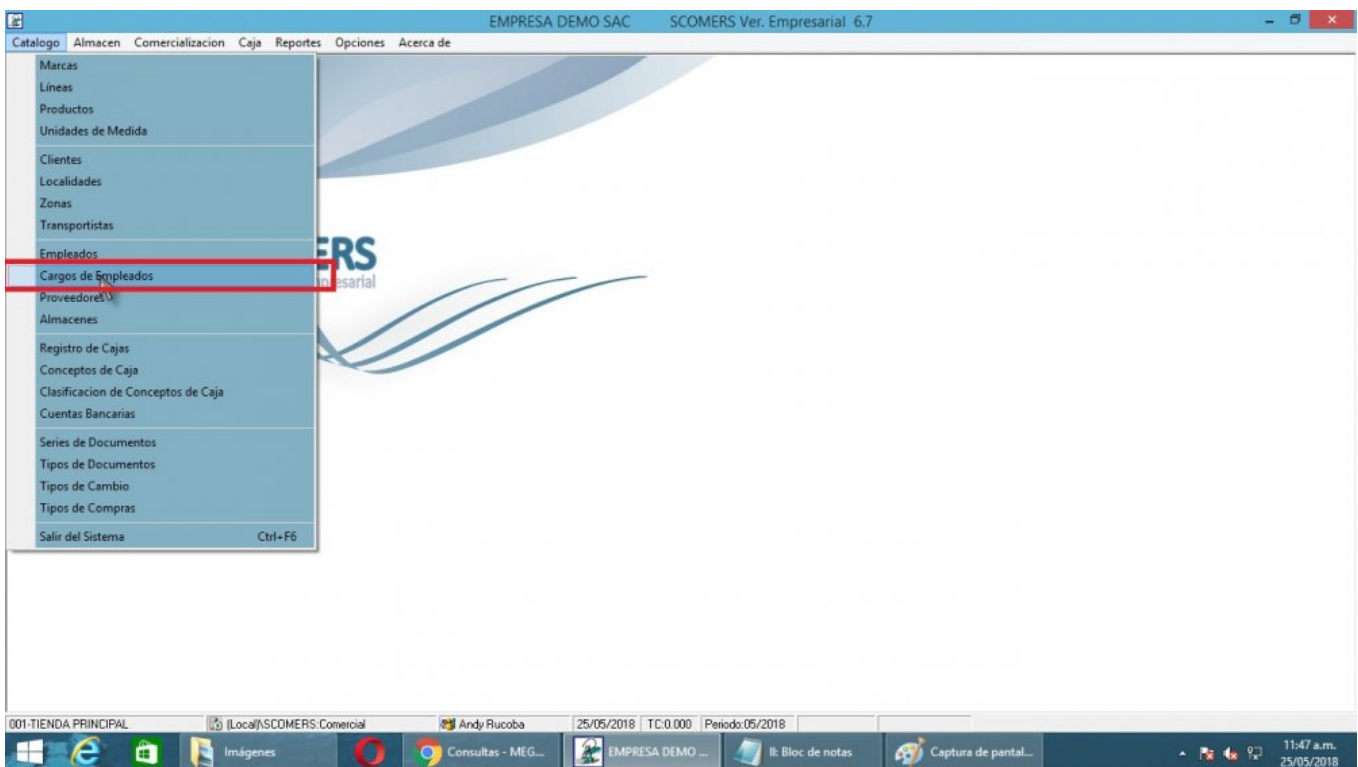 EMPRESA DEMO SAC SCOMERS Ver. Empresarial 6.7
Catalogo Almacen Comercializacion Caja Reportes Opciones Acerca de
Marcas
Líneas
Productos
Unidades de Medida
Clientes
Localidades
Zonas
Transportistas
Empleados
Cargos de Empleados
Proveedores
Almacenes
Registro de Cajas
Conceptos de Caja
Clasificacion de Conceptos de Caja
Cuentas Bancarias
Series de Documentos
Tipos de Documentos
Tipos de Cambio
Tipos de Compras
Salir del Sistema Ctrl+F6
ERS
presarial
001-TIENDA PRINCIPAL (Local)\SCOMERS:Comercial Andy Rucoba 25/05/2018 TC:0.000 Periodo:05/2018
Imágenes Consultas - MEG... EMPRESA DEMO ... II: Bloc de notas Captura de pantal... 11:47 a.m.
25/05/2018